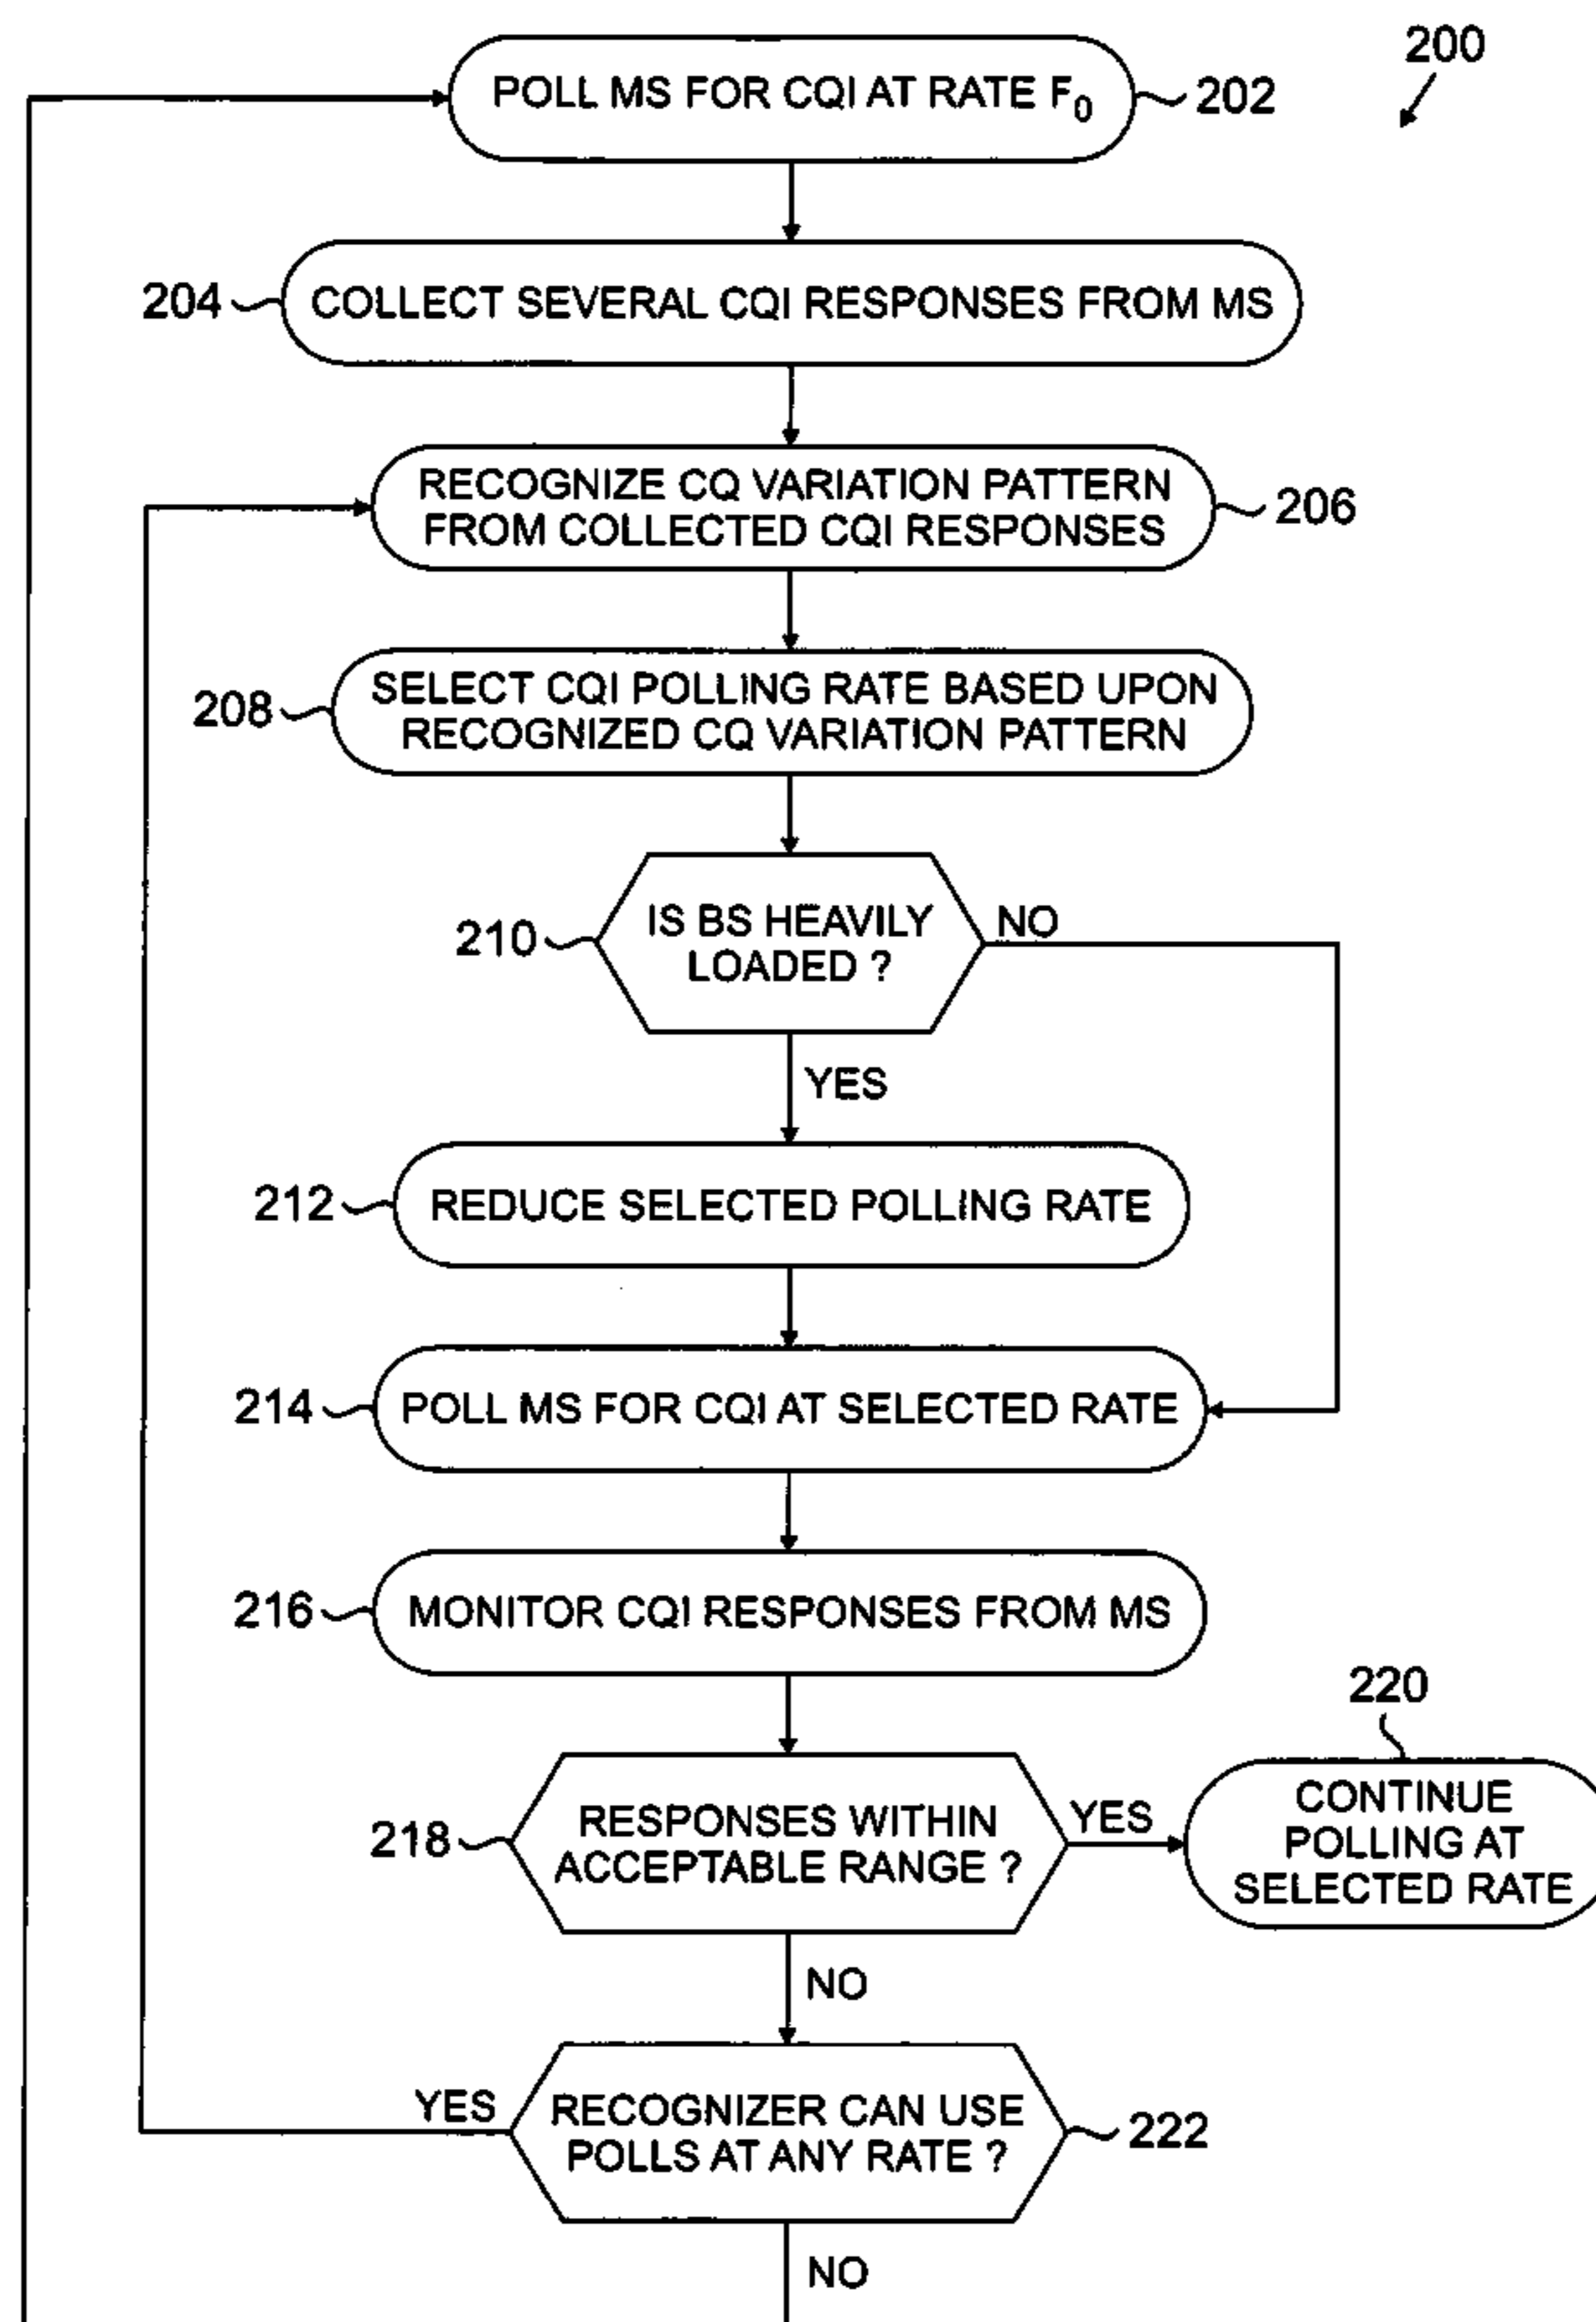 200
POLL MS FOR CQI AT RATE F0
202
204
COLLECT SEVERAL CQI RESPONSES FROM MS
RECOGNIZE CQ VARIATION PATTERN
FROM COLLECTED CQI RESPONSES
206
208
SELECT CQI POLLING RATE BASED UPON
RECOGNIZED CQ VARIATION PATTERN
210
IS BS HEAVILY
LOADED ?
NO
YES
212
REDUCE SELECTED POLLING RATE
214
POLL MS FOR CQI AT SELECTED RATE
216
MONITOR CQI RESPONSES FROM MS
218
RESPONSES WITHIN
ACCEPTABLE RANGE ?
YES
220
CONTINUE
POLLING AT
SELECTED RATE
NO
YES
RECOGNIZER CAN USE
POLLS AT ANY RATE ?
222
NO